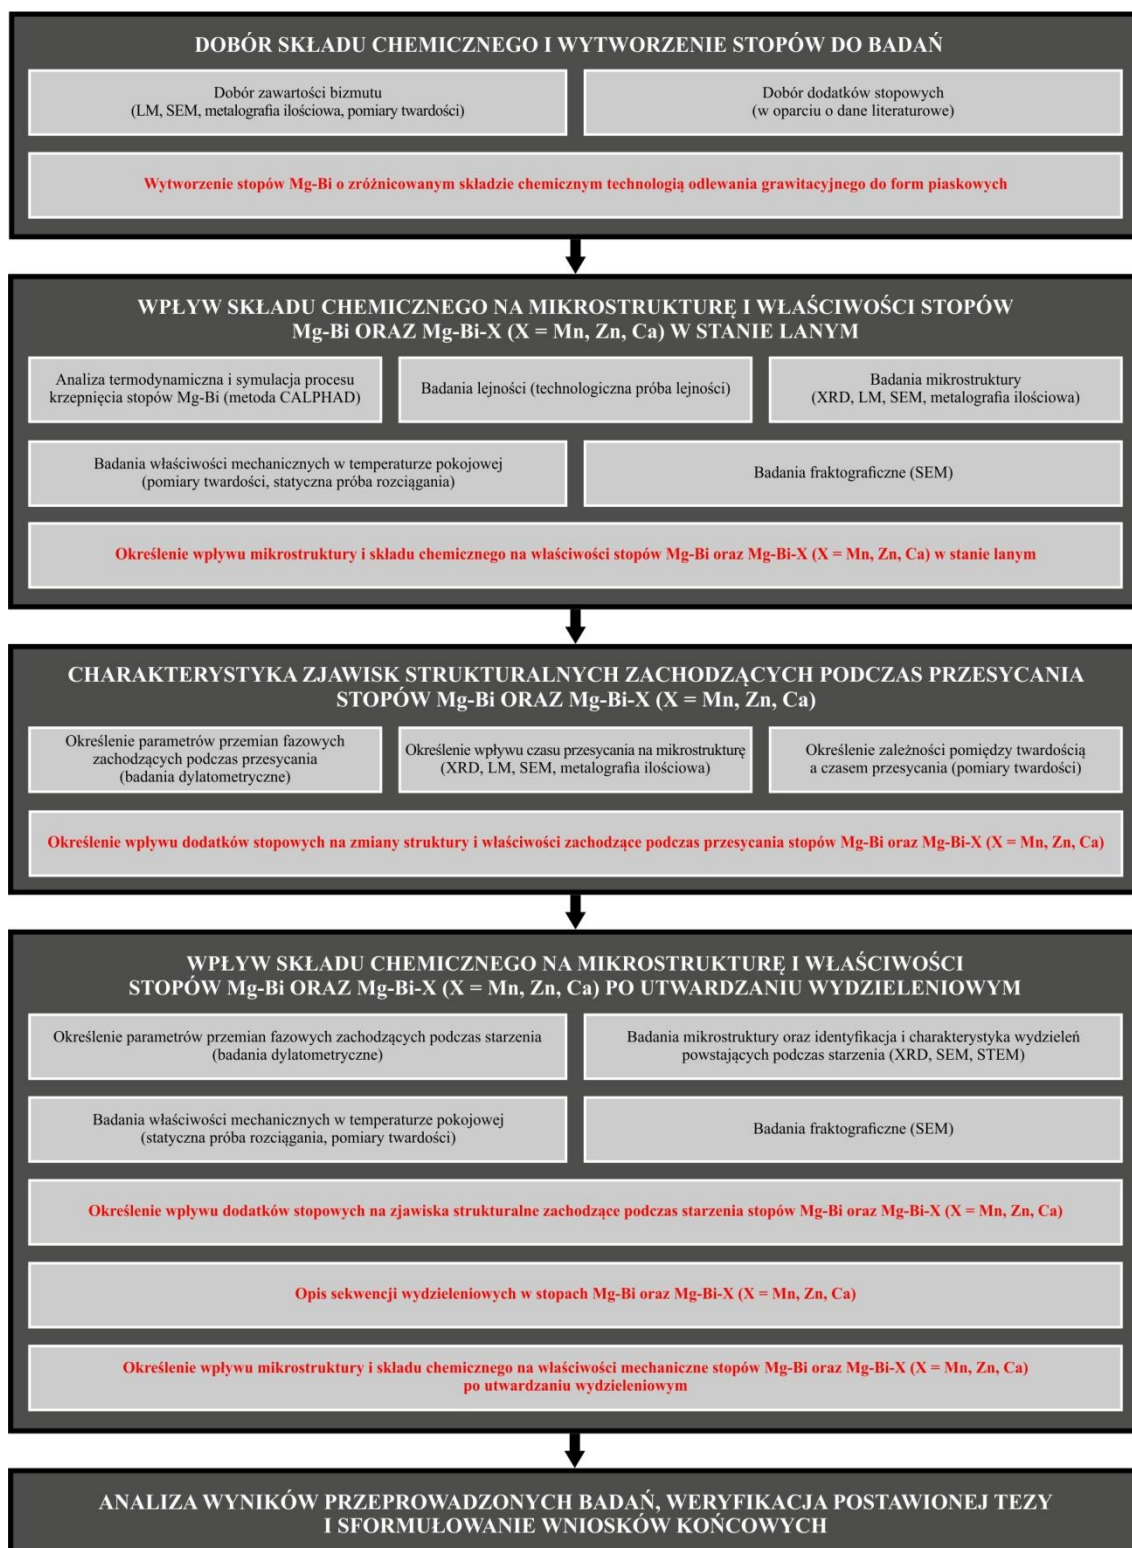 DOBÓR SKŁADU CHEMICZNEGO I WYTWORZENIE STOPÓW DO BADAŃ
Dobór zawartości bizmutu
(LM, SEM, metalografia ilościowa, pomiary twardości)
Dobór dodatków stopowych
(w oparciu o dane literaturowe)
Wytworzenie stopów Mg-Bi o zróżnicowanym składzie chemicznym technologią odlewania grawitacyjnego do form piaskowych
WPŁYW SKŁADU CHEMICZNEGO NA MIKROSTRUKTURĘ I WŁAŚCIWOŚCI STOPÓW
Mg-Bi ORAZ Mg-Bi-X (X = Mn, Zn, Ca) W STANIE LANYM
Analiza termodynamiczna i symulacja procesu
krzepnięcia stopów Mg-Bi (metoda CALPHAD)
Badania lejności (technologiczna próba lejności)
Badania mikrostruktury
(XRD, LM, SEM, metalografia ilościowa)
Badania właściwości mechanicznych w temperaturze pokojowej
(pomiary twardości, statyczna próba rozciągania)
Badania fraktograficzne (SEM)
Określenie wpływu mikrostruktury i składu chemicznego na właściwości stopów Mg-Bi oraz Mg-Bi-X (X = Mn, Zn, Ca) w stanie lanym
CHARAKTERYSTYKA ZJAWISK STRUKTURALNYCH ZACHODZĄCYCH PODCZAS PRZESYCANIA
STOPÓW Mg-Bi ORAZ Mg-Bi-X (X = Mn, Zn, Ca)
Określenie parametrów przemian fazowych
zachodzących podczas przesycania
(badania dylatometryczne)
Określenie wpływu czasu przesycania na mikrostrukturę
(XRD, LM, SEM, metalografia ilościowa)
Określenie zależności pomiędzy twardością
a czasem przesycania (pomiary twardości)
Określenie wpływu dodatków stopowych na zmiany struktury i właściwości zachodzące podczas przesycania stopów Mg-Bi oraz Mg-Bi-X (X = Mn, Zn, Ca)
WPŁYW SKŁADU CHEMICZNEGO NA MIKROSTRUKTURĘ I WŁAŚCIWOŚCI
STOPÓW Mg-Bi ORAZ Mg-Bi-X (X = Mn, Zn, Ca) PO UTWARDZANIU WYDZIELENIOWYM
Określenie parametrów przemian fazowych zachodzących podczas starzenia
(badania dylatometryczne)
Badania mikrostruktury oraz identyfikacja i charakterystyka wydzieleń
powstających podczas starzenia (XRD, SEM, STEM)
Badania właściwości mechanicznych w temperaturze pokojowej
(statyczna próba rozciągania, pomiary twardości)
Badania fraktograficzne (SEM)
Określenie wpływu dodatków stopowych na zjawiska strukturalne zachodzące podczas starzenia stopów Mg-Bi oraz Mg-Bi-X (X = Mn, Zn, Ca)
Opis sekwencji wydzieleniowych w stopach Mg-Bi oraz Mg-Bi-X (X = Mn, Zn, Ca)
Określenie wpływu mikrostruktury i składu chemicznego na właściwości mechaniczne stopów Mg-Bi oraz Mg-Bi-X (X = Mn, Zn, Ca)
po utwardzaniu wydzieleniowym
ANALIZA WYNIKÓW PRZEPROWADZONYCH BADAŃ, WERYFIKACJA POSTAWIONEJ TEZY
I SFORMUŁOWANIE WNIOSKÓW KOŃCOWYCH